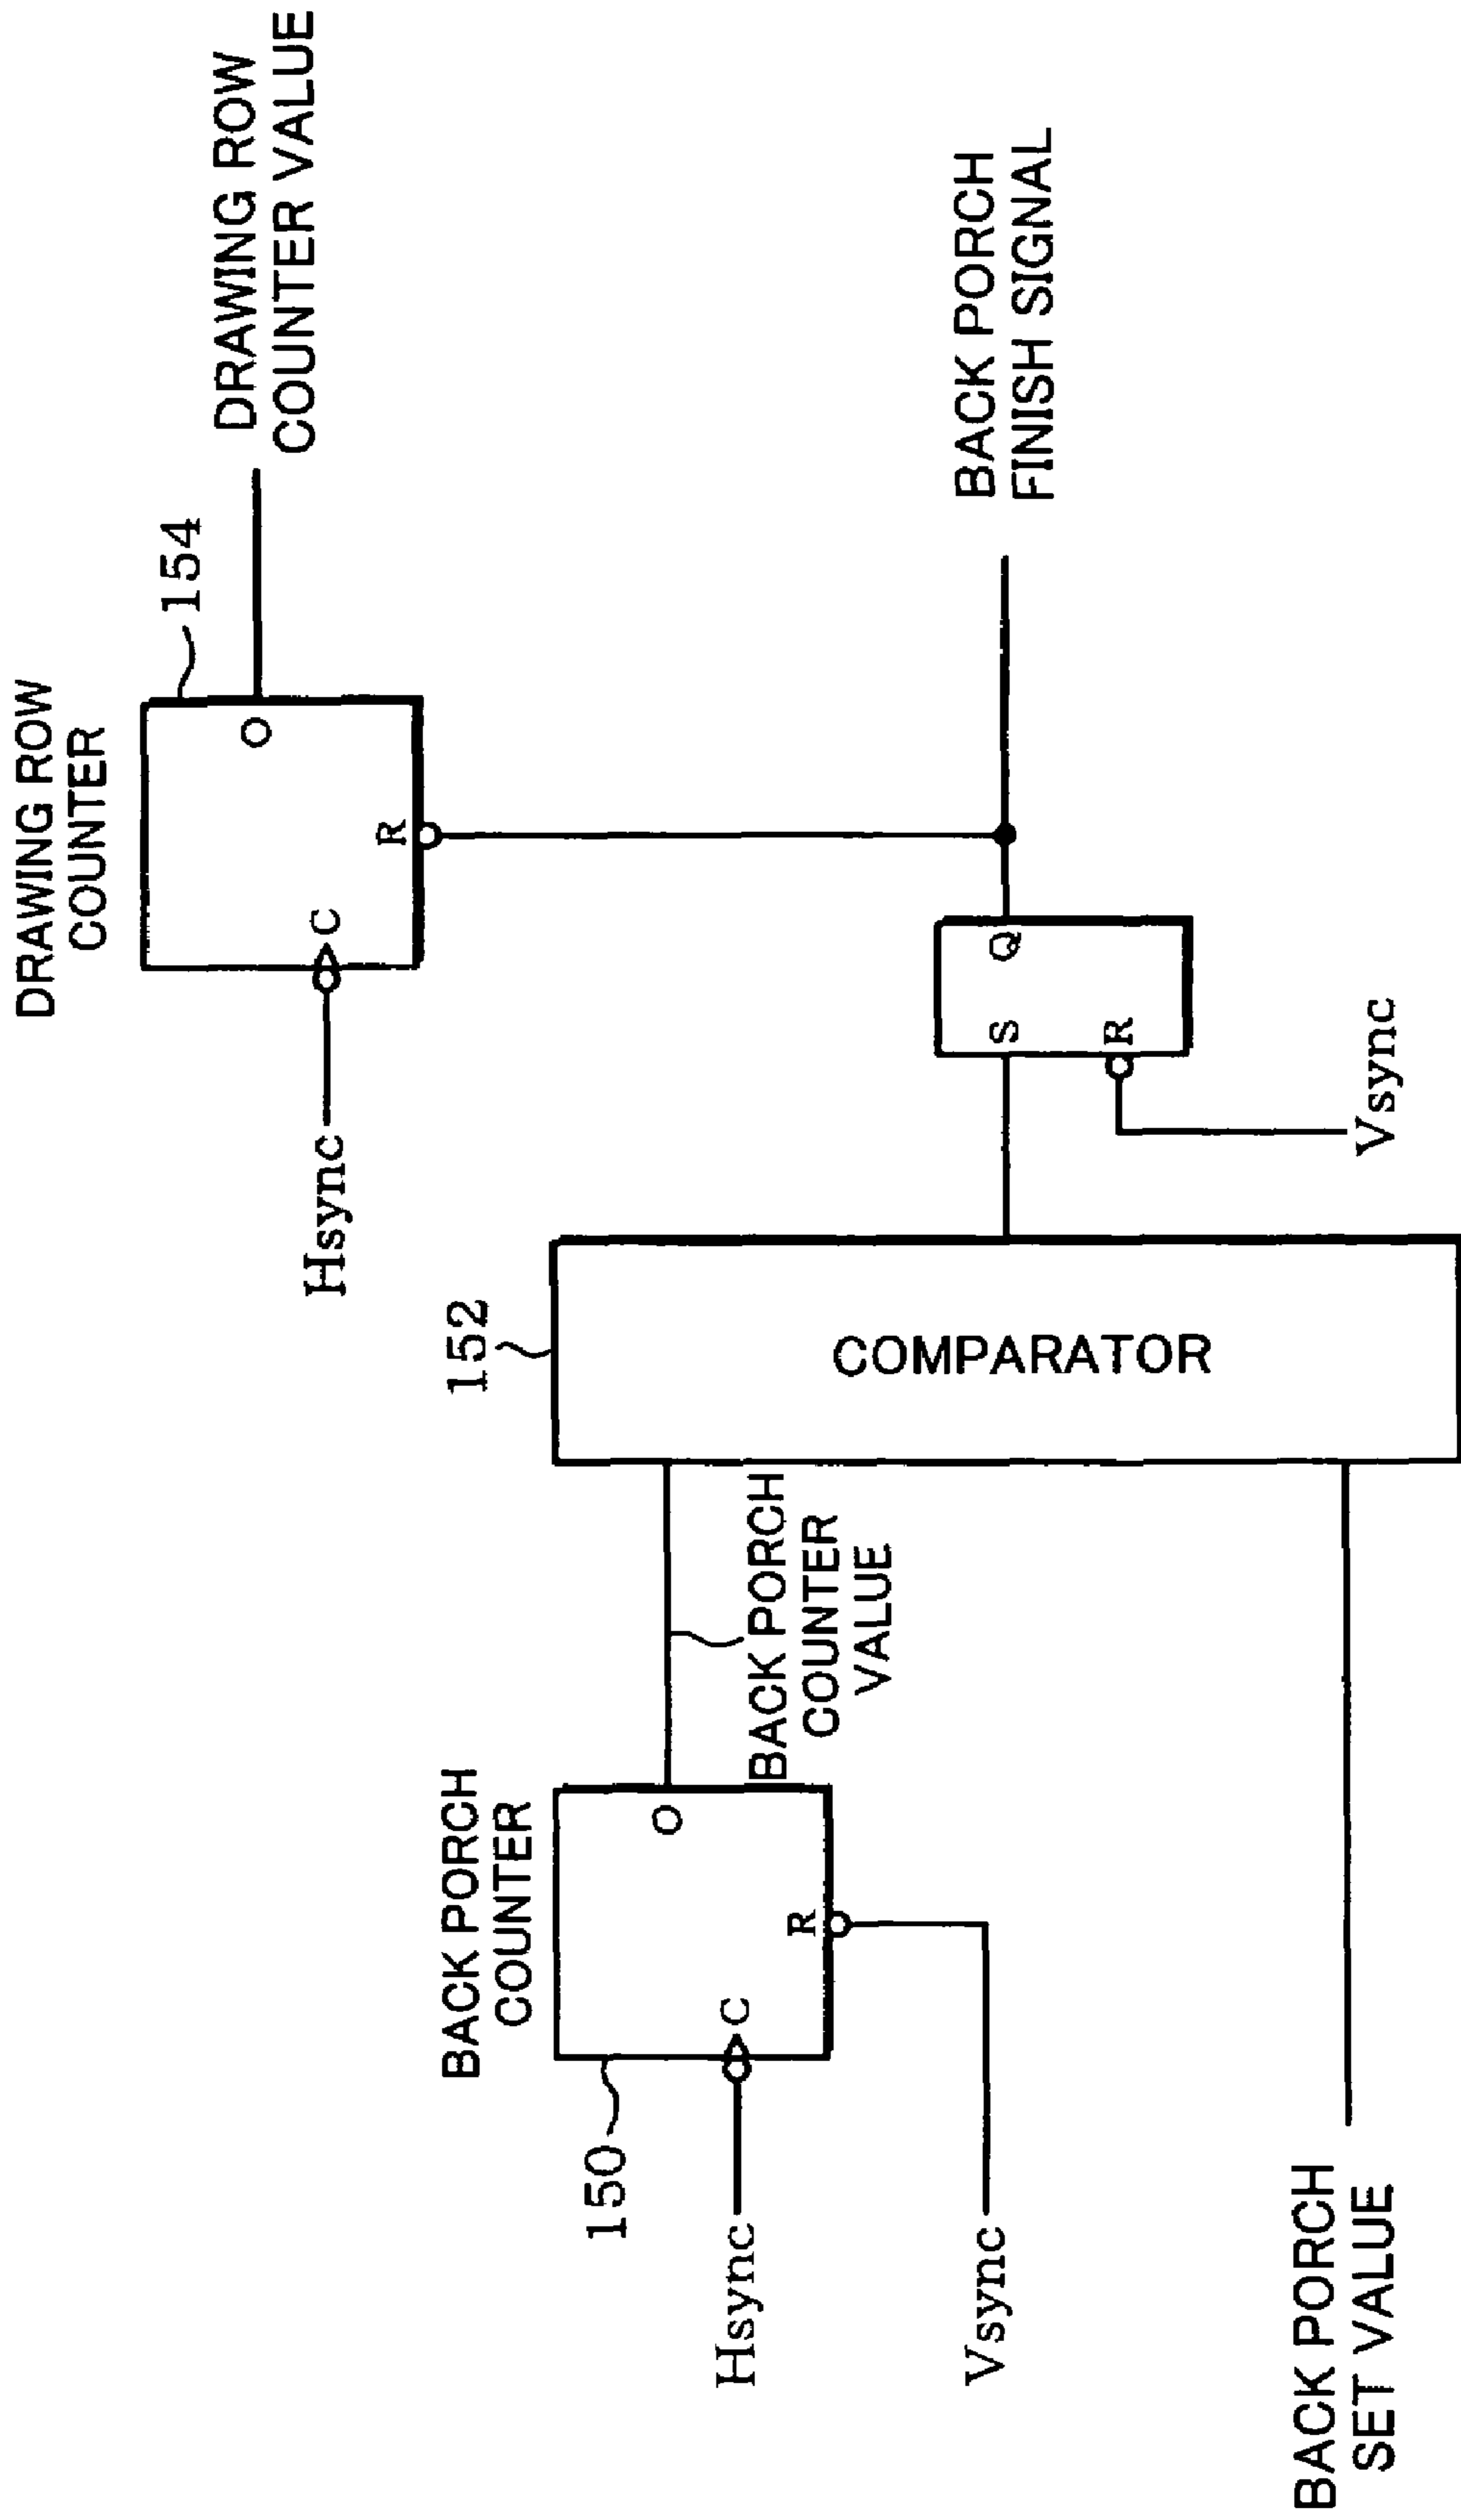 DRAWING ROW
COUNTER
154
O
C
R
DRAWING ROW
COUNTER VALUE
Hsync
BACK PORCH
COUNTER
150
O
C
R
Hsync
Vsync
BACK PORCH
COUNTER
VALUE
152
COMPARATOR
S
Q
R
Vsync
BACK PORCH
FINISH SIGNAL
BACK PORCH
SET VALUE